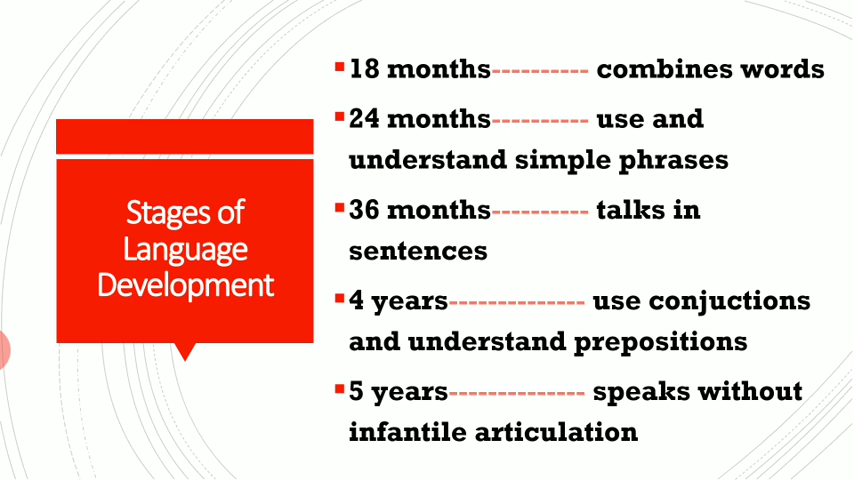 Stages of
Language
Development
▪18 months---------- combines words
▪24 months---------- use and
understand simple phrases
▪36 months---------- talks in
sentences
▪4 years-------------- use conjuctions
and understand prepositions
▪5 years-------------- speaks without
infantile articulation